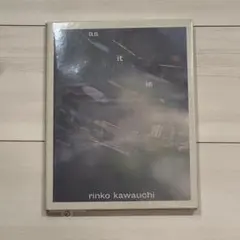 as
it
is
rinko kawauchi